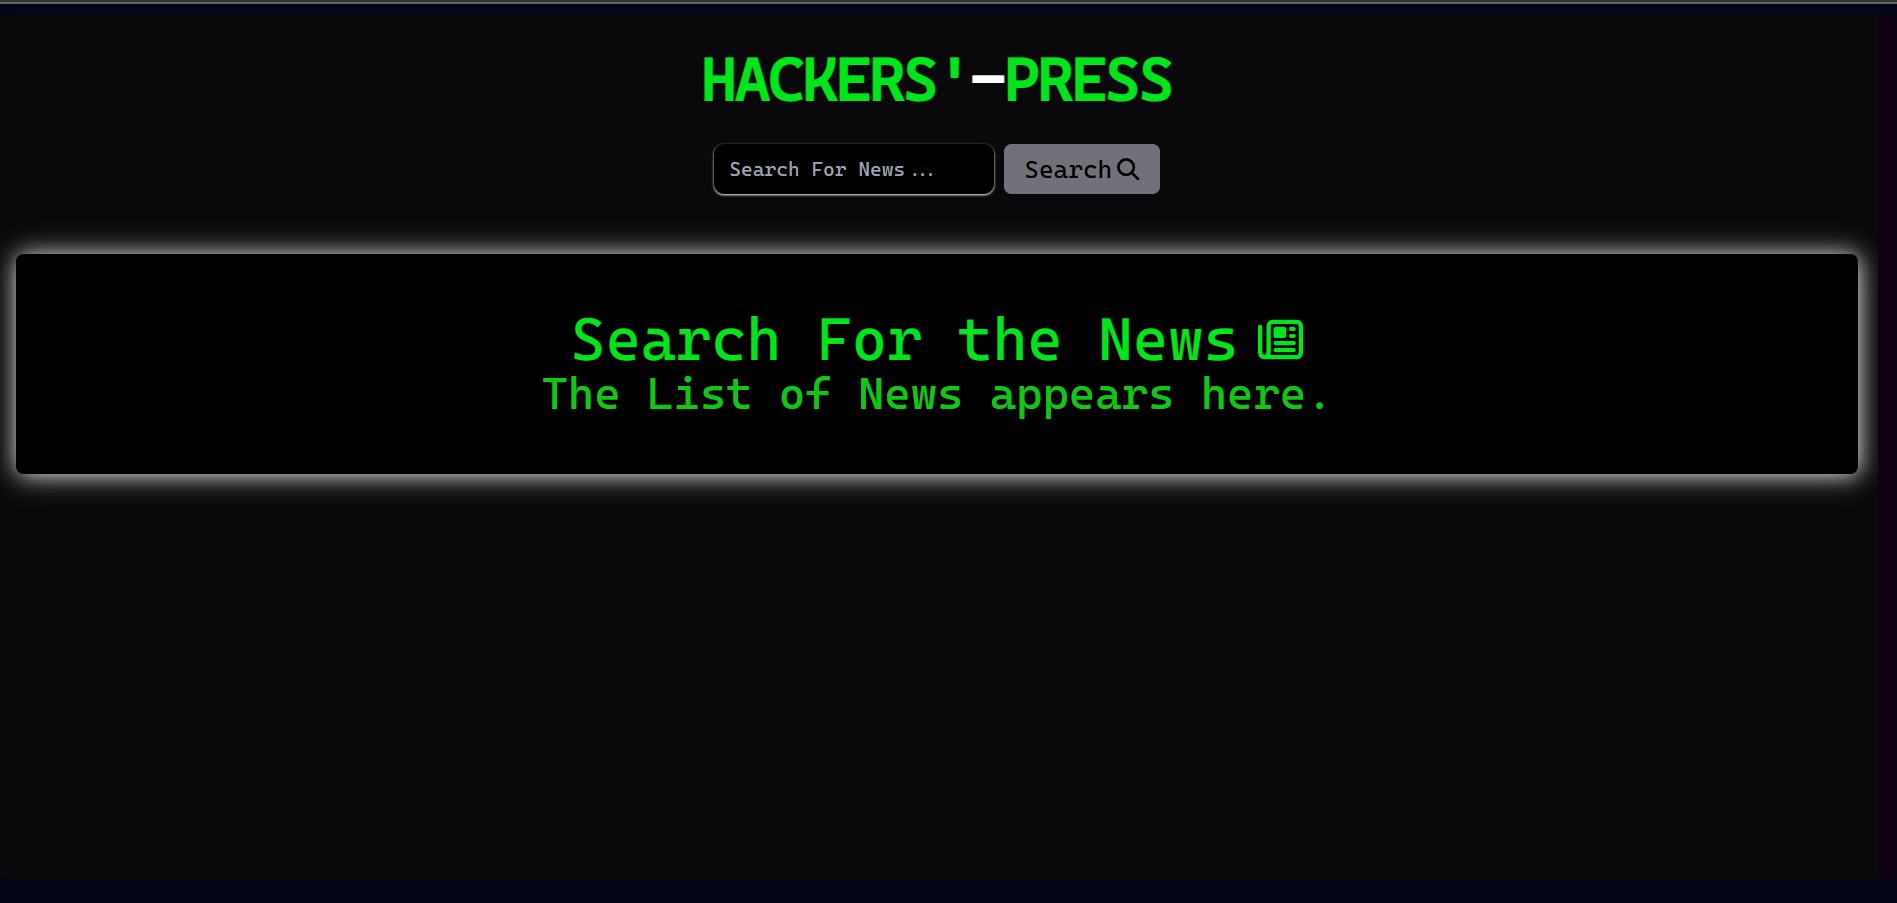 HACKERS'-PRESS
Search For News...
Search
Search For the News
The List of News appears here.